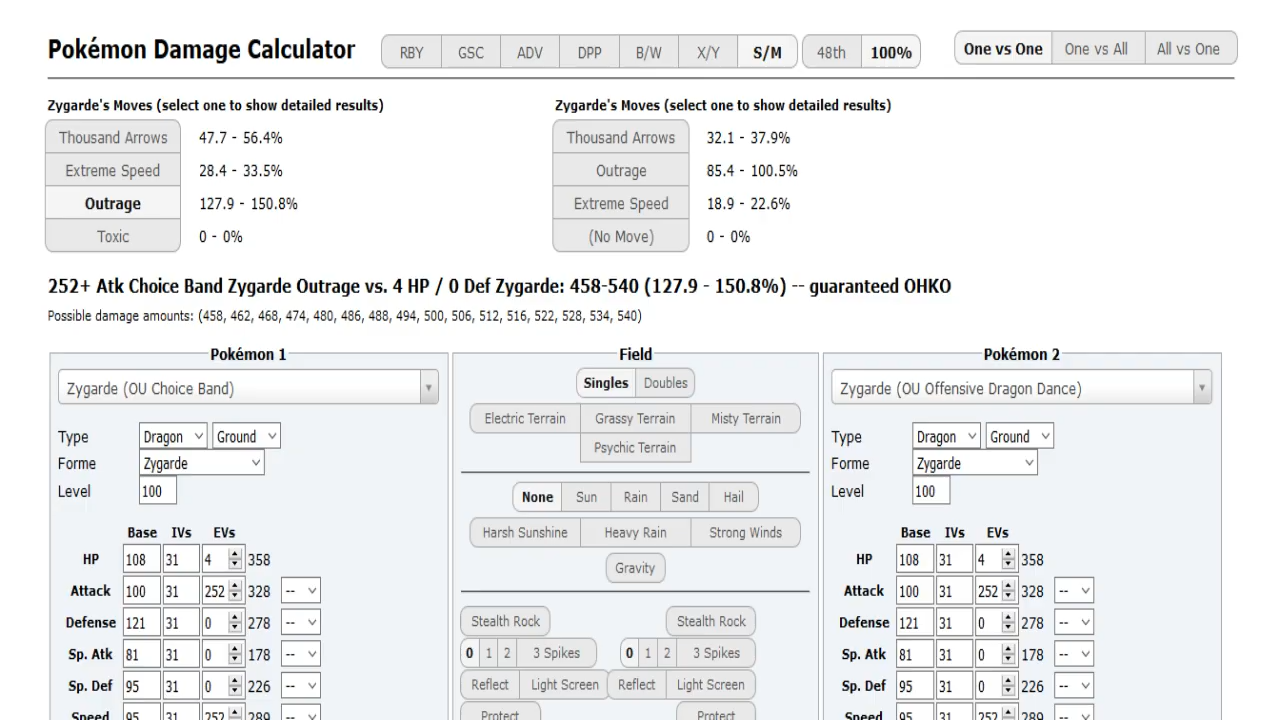 Pokémon Damage Calculator RBY GSC ADV DPP B/W X/Y S/M 48th 100% One vs One One vs All All vs One
Zygarde's Moves (select one to show detailed results) Zygarde's Moves (select one to show detailed results)
Thousand Arrows 47.7 - 56.4% Thousand Arrows 32.1 - 37.9%
Extreme Speed 28.4 - 33.5% Outrage 85.4 - 100.5%
Outrage 127.9 - 150.8% Extreme Speed 18.9 - 22.6%
Toxic 0 - 0% (No Move) 0 - 0%
252+ Atk Choice Band Zygarde Outrage vs. 4 HP / 0 Def Zygarde: 458-540 (127.9 - 150.8%) -- guaranteed OHKO
Possible damage amounts: (458, 462, 468, 474, 480, 486, 488, 494, 500, 506, 512, 516, 522, 528, 534, 540)
Pokémon 1 Field Pokémon 2
Zygarde (OU Choice Band) Singles Doubles Zygarde (OU Offensive Dragon Dance)
Electric Terrain Grassy Terrain Misty Terrain
Type Dragon Ground Psychic Terrain Type Dragon Ground
Forme Zygarde Forme Zygarde
Level 100 None Sun Rain Sand Hail Level 100
Base IVs EVs Harsh Sunshine Heavy Rain Strong Winds Base IVs EVs
HP 108 31 4 358 Gravity HP 108 31 4 358
Attack 100 31 252 328 -- Attack 100 31 252 328 --
Defense 121 31 0 278 -- Stealth Rock Stealth Rock Defense 121 31 0 278 --
Sp. Atk 81 31 0 178 -- 0 1 2 3 Spikes 0 1 2 3 Spikes Sp. Atk 81 31 0 178 --
Sp. Def 95 31 0 226 -- Reflect Light Screen Reflect Light Screen Sp. Def 95 31 0 226 --
Speed 95 31 252 289 -- Protect Protect Speed 95 31 252 289 --